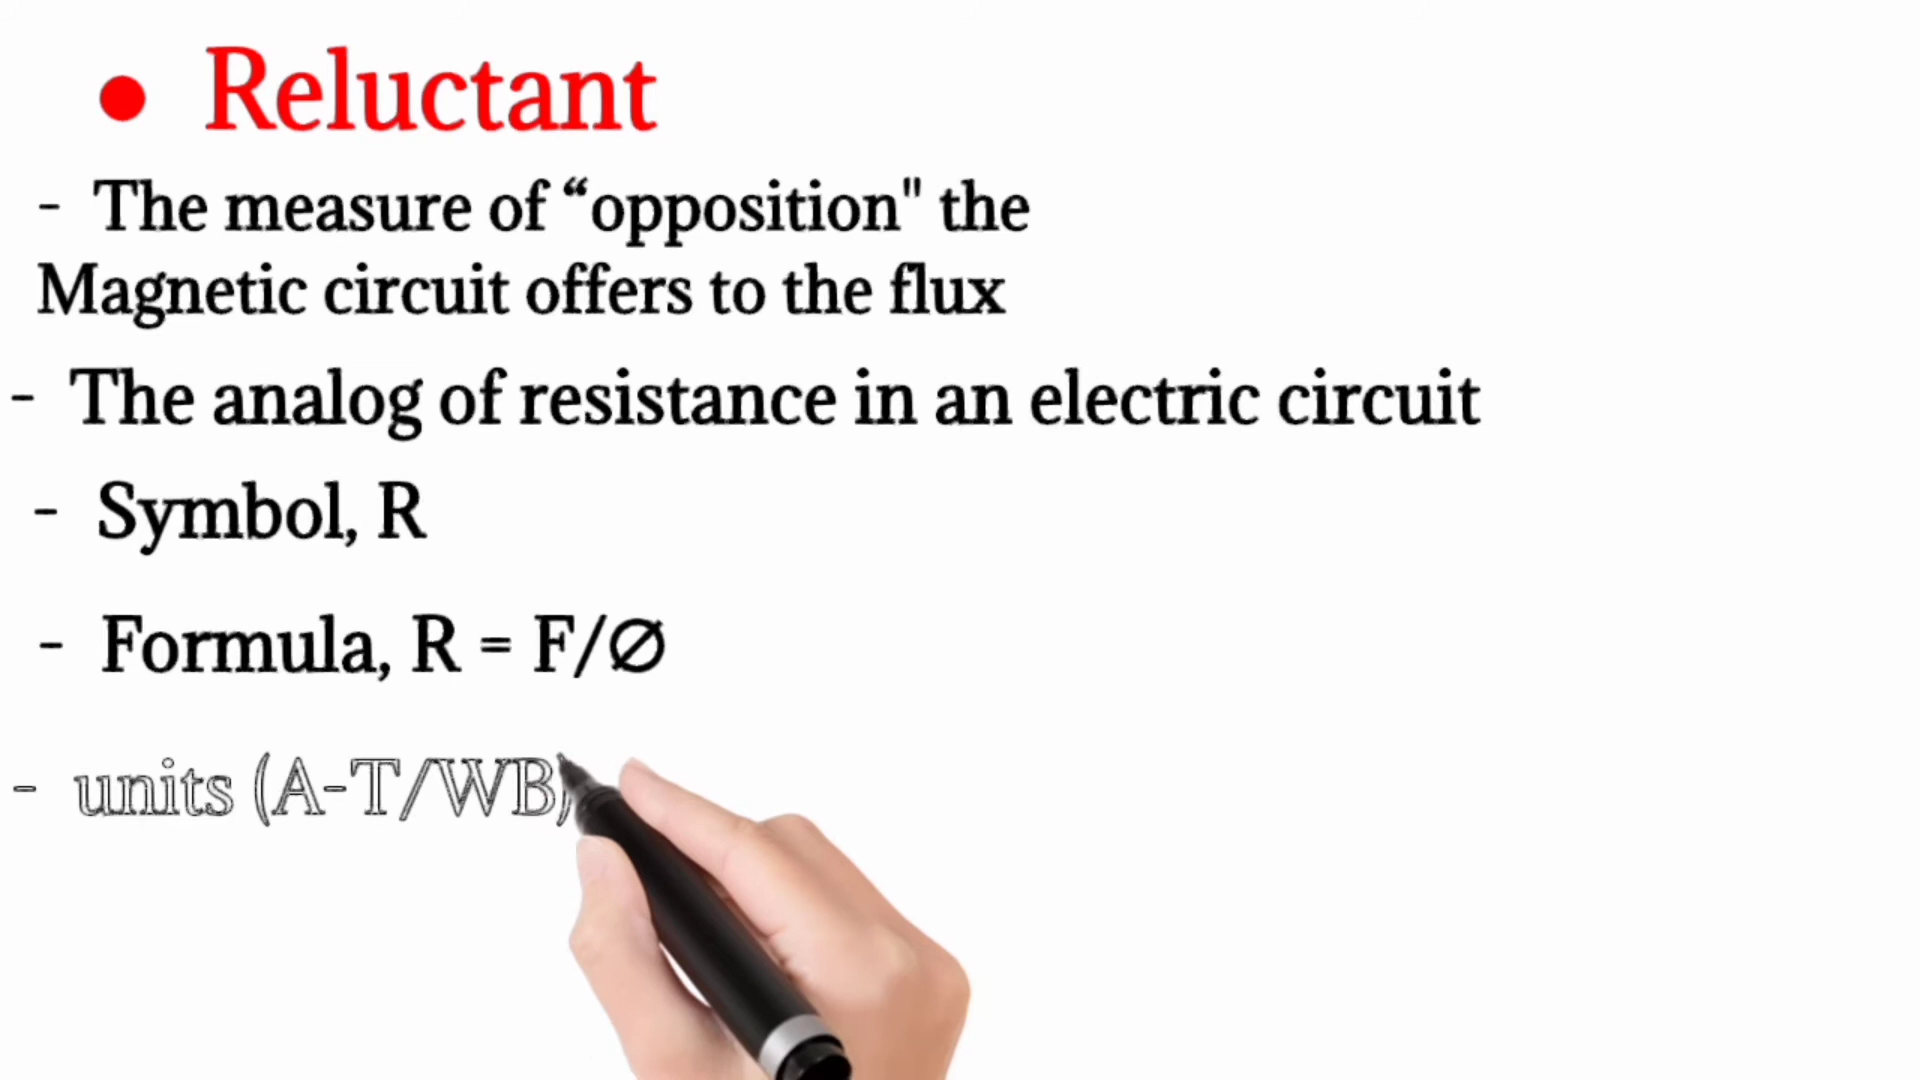 • Reluctant
- The measure of “opposition" the
Magnetic circuit offers to the flux
- The analog of resistance in an electric circuit
- Symbol, R
- Formula, R = F/∅
- units (A-T/WB)